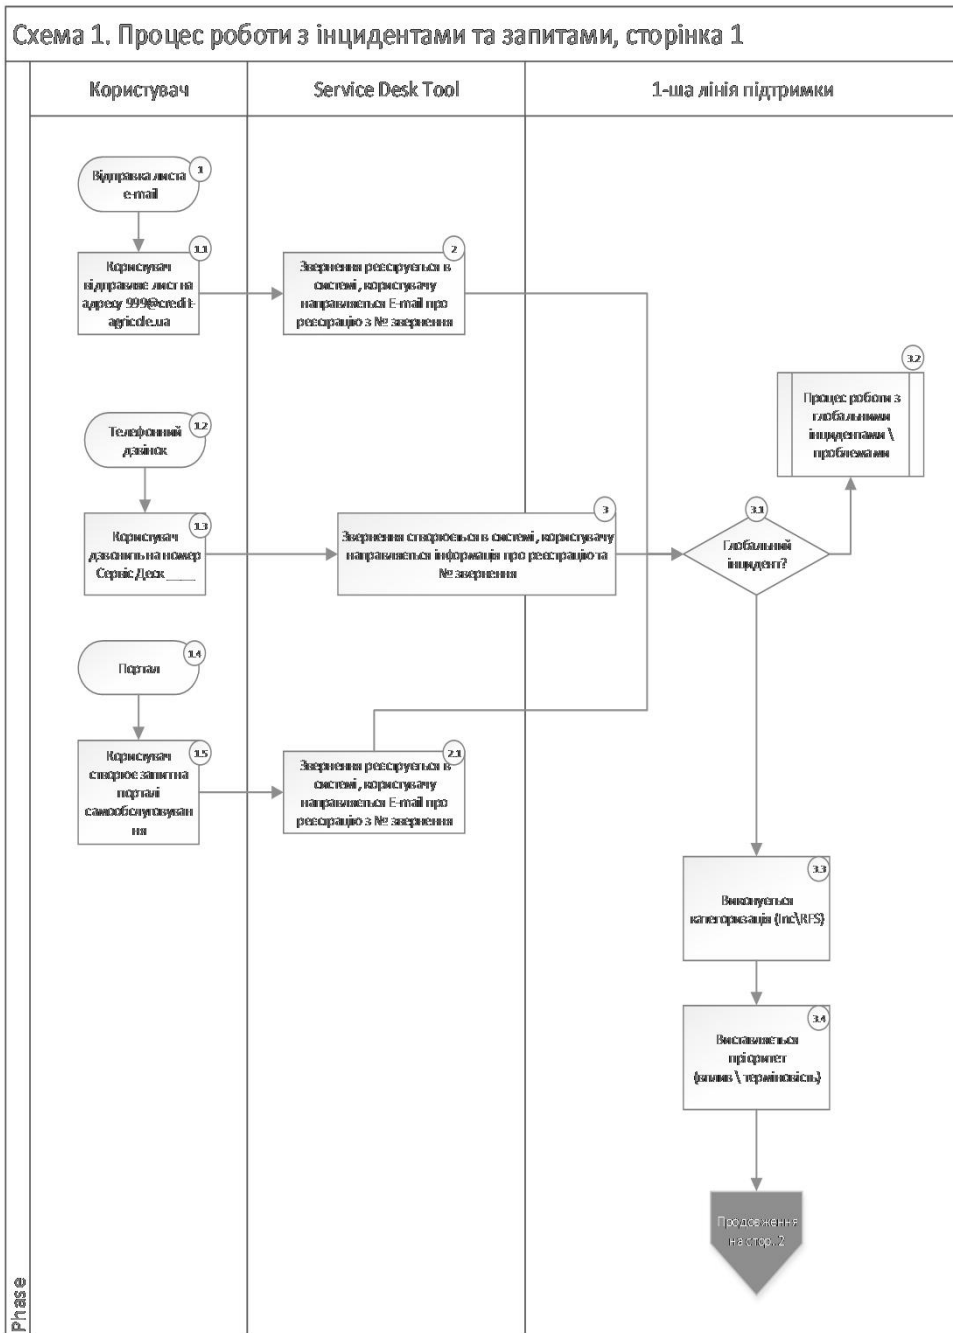 Схема 1. Процес роботи з інцидентами та запитами, сторінка 1
Користувач
Service Desk Tool
1-ша лінія підтримки
1
Відправка листа
e-mail
1.1
Користувач
відправляє лист на
адресу 999@credit-
agricole.ua
2
Звернення реєструється в
системі, користувачу
направляється E-mail про
реєстрацію з № звернення
3.2
Процес роботи з
глобальними
інцидентами \
проблемами
1.2
Телефонний
дзвінок
1.3
Користувач
дзвонить на номер
Сервіс Деск ____
3
Звернення створюється в системі, користувачу
направляється інформація про реєстрацію та
№ звернення
3.1
Глобальний
інцидент?
1.4
Портал
1.5
Користувач
створює запит на
порталі
самообслуговуван
ня
2.1
Звернення реєструється в
системі, користувачу
направляється E-mail про
реєстрацію з № звернення
3.3
Виконується
категоризація (Inc\RFS)
3.4
Виставляється
пріоритет
(вплив \ терміновість)
Продовження
на стор. 2
Phase